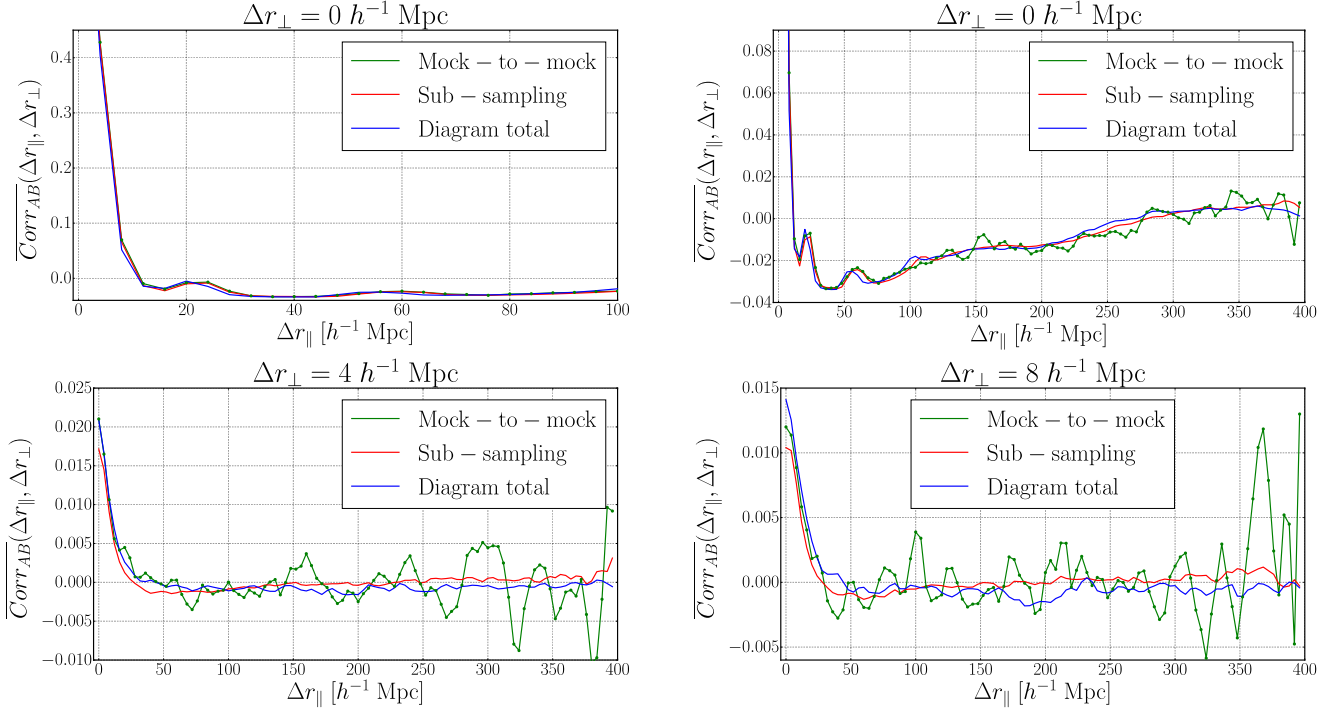 Δr⊥ = 0 h⁻¹ Mpc
0.4
0.3
0.2
0.1
0.0
0 20 40 60 80 100
Corr_AB(Δr∥, Δr⊥)
Δr∥ [h⁻¹ Mpc]
Mock − to − mock
Sub − sampling
Diagram total
Δr⊥ = 0 h⁻¹ Mpc
0.08
0.06
0.04
0.02
0.00
−0.02
−0.04
0 50 100 150 200 250 300 350 400
Corr_AB(Δr∥, Δr⊥)
Δr∥ [h⁻¹ Mpc]
Mock − to − mock
Sub − sampling
Diagram total
Δr⊥ = 4 h⁻¹ Mpc
0.025
0.020
0.015
0.010
0.005
0.000
−0.005
−0.010
0 50 100 150 200 250 300 350 400
Corr_AB(Δr∥, Δr⊥)
Δr∥ [h⁻¹ Mpc]
Mock − to − mock
Sub − sampling
Diagram total
Δr⊥ = 8 h⁻¹ Mpc
0.015
0.010
0.005
0.000
−0.005
0 50 100 150 200 250 300 350 400
Corr_AB(Δr∥, Δr⊥)
Δr∥ [h⁻¹ Mpc]
Mock − to − mock
Sub − sampling
Diagram total